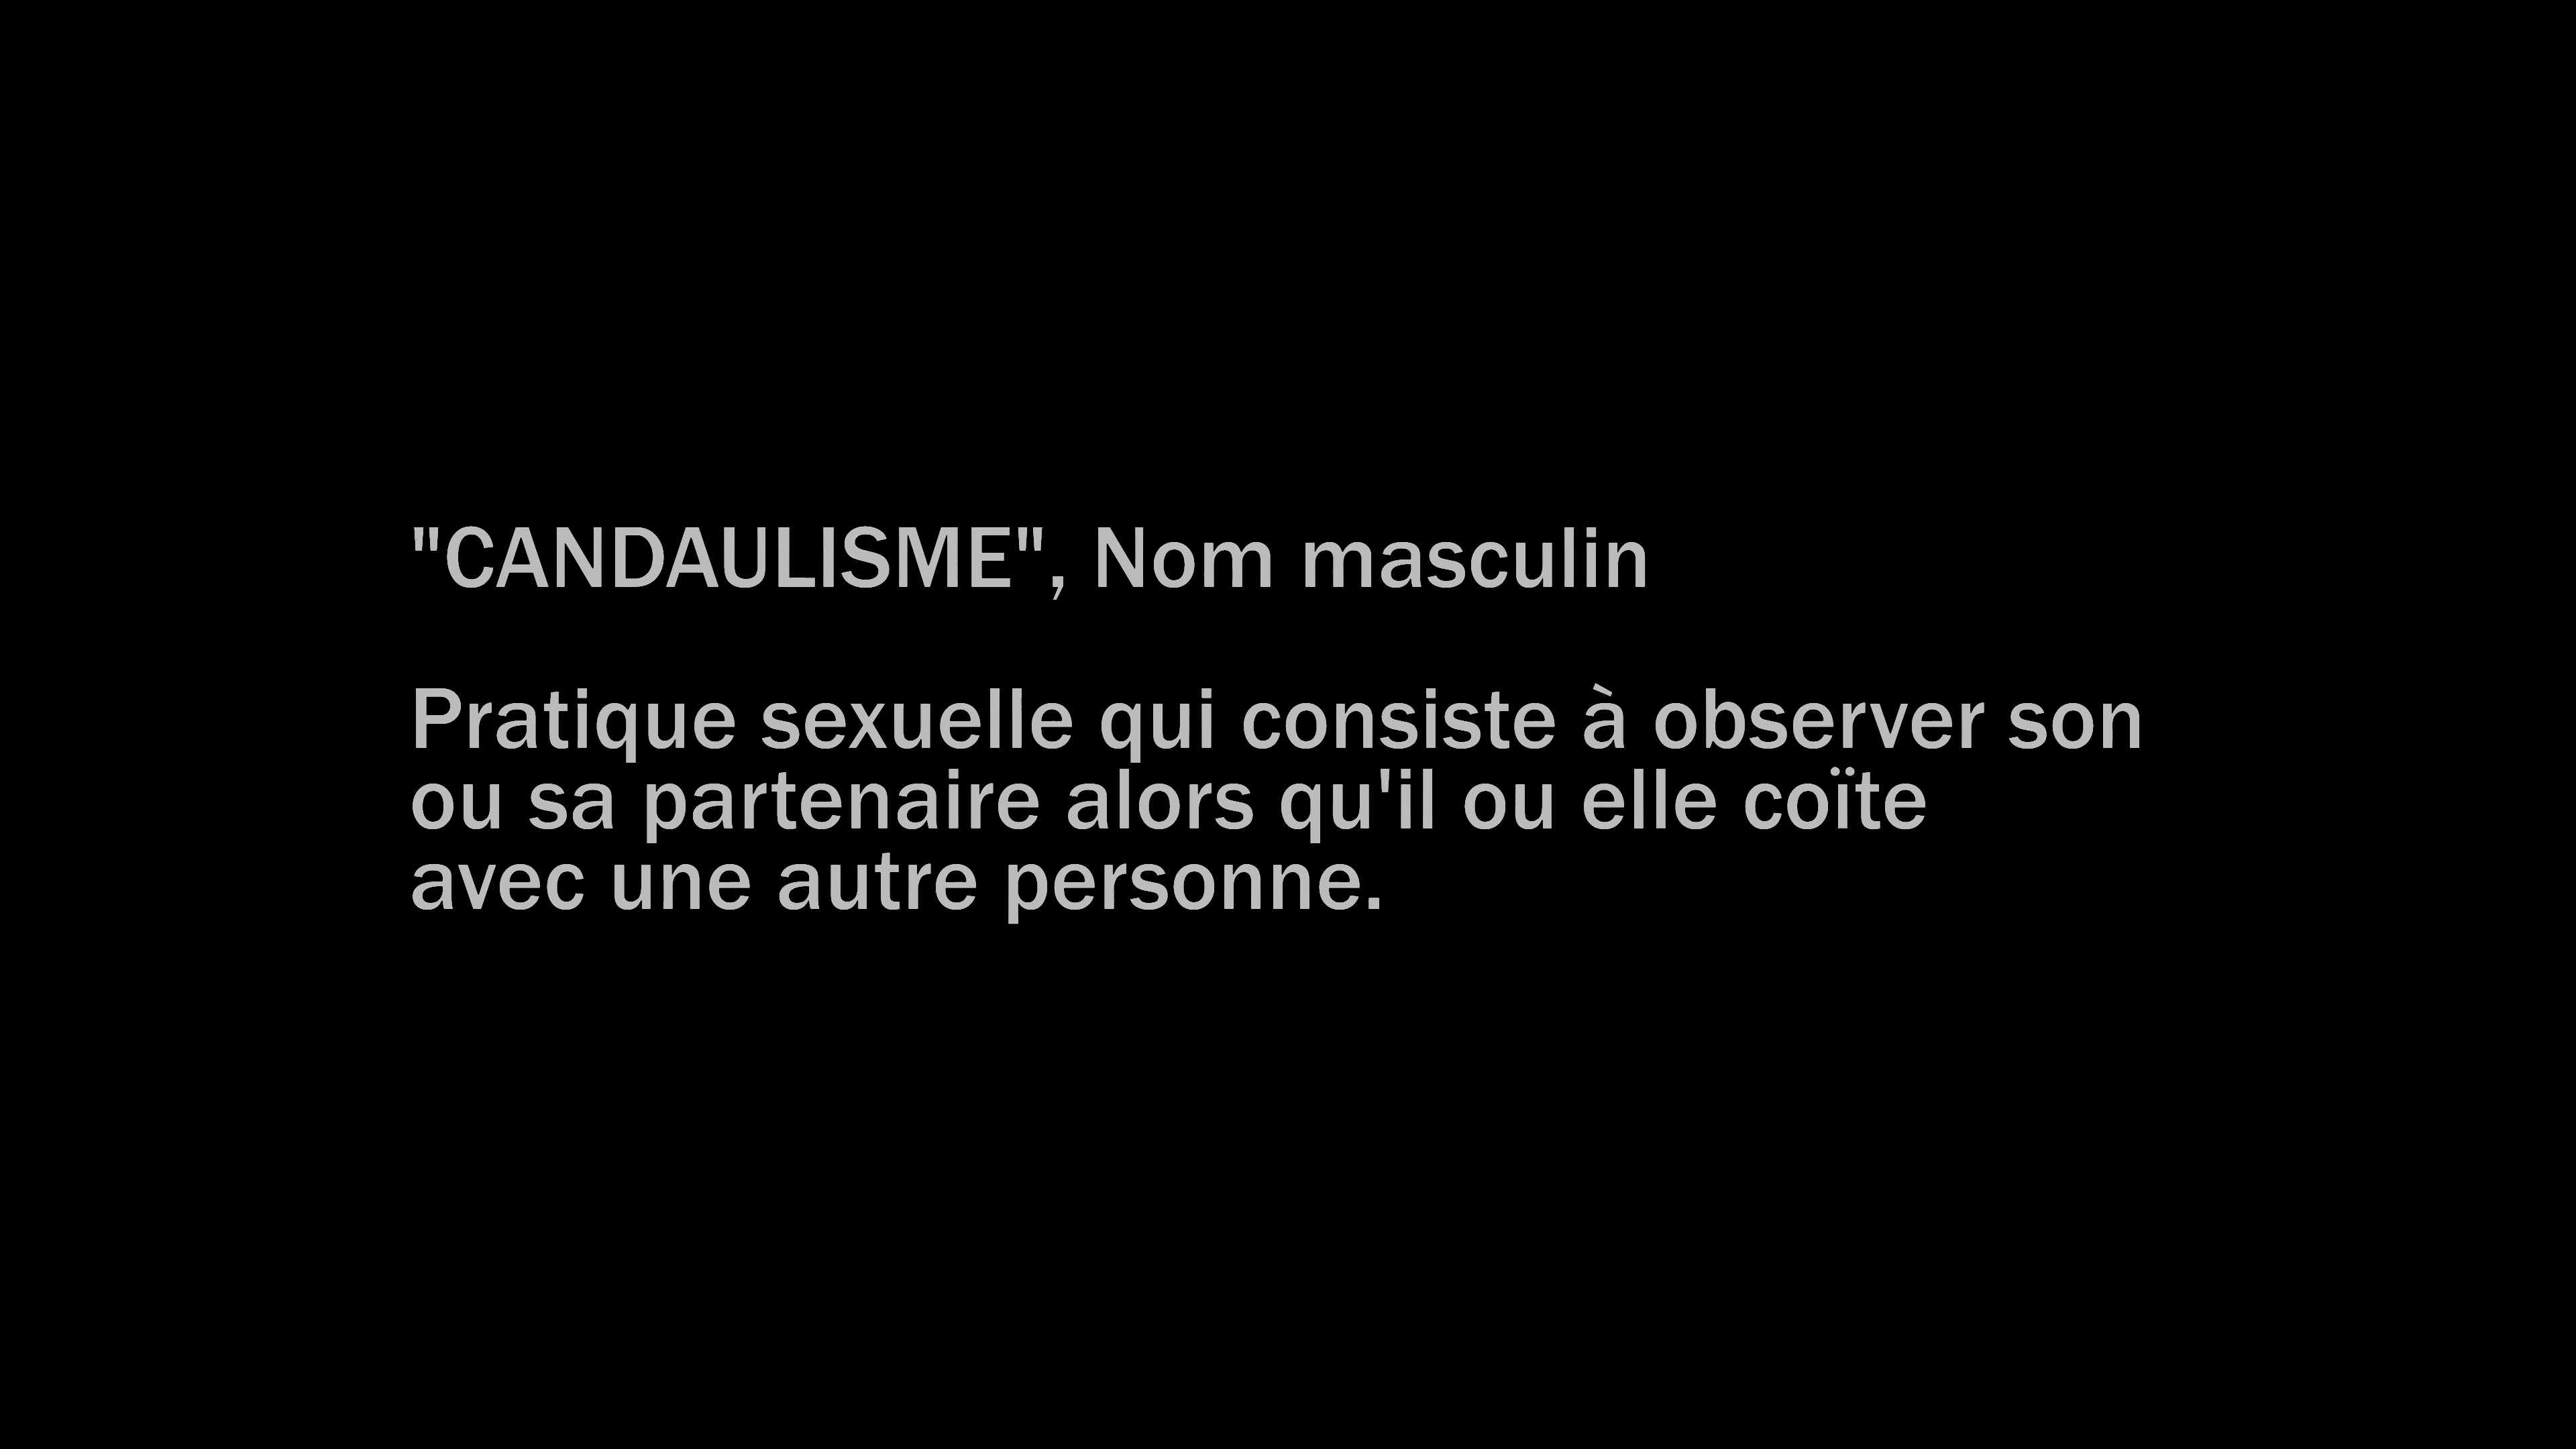 "CANDAULISME", Nom masculin
Pratique sexuelle qui consiste à observer son
ou sa partenaire alors qu'il ou elle coïte
avec une autre personne.